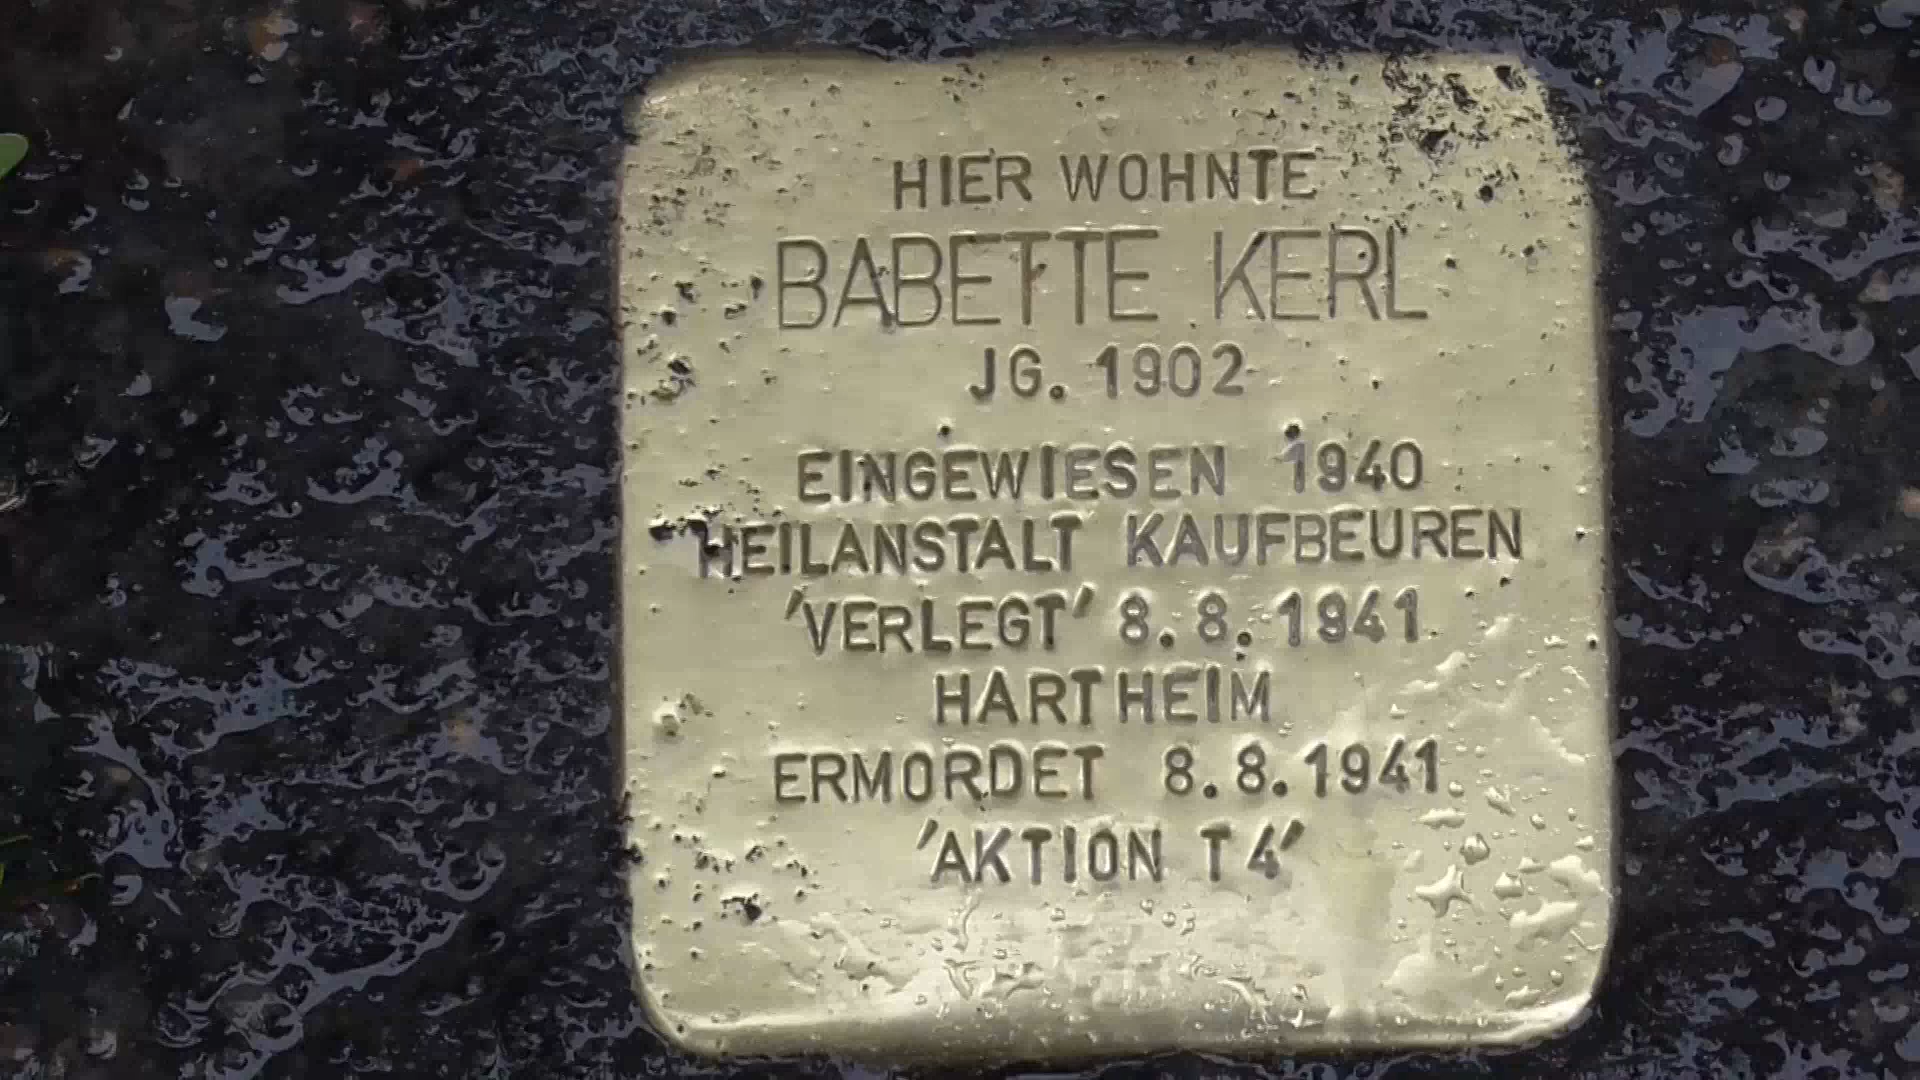 HIER WOHNTE
BABETTE KERL
JG. 1902
EINGEWIESEN 1940
HEILANSTALT KAUFBEUREN
'VERLEGT' 8.8.1941
HARTHEIM
ERMORDET 8.8.1941
'AKTION T4'